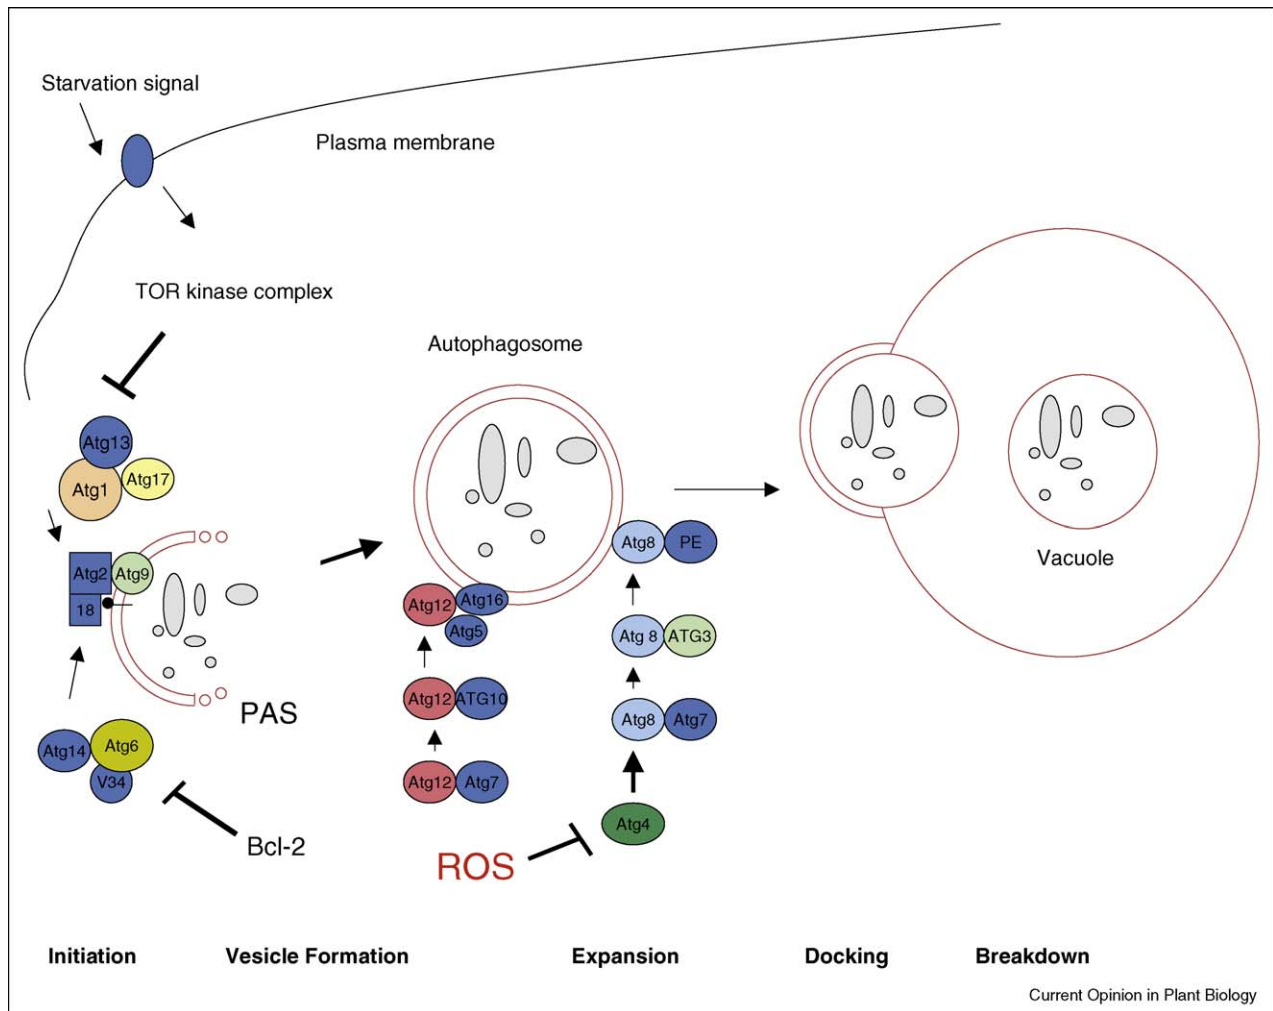 Starvation signal
Plasma membrane
TOR kinase complex
Autophagosome
Atg13
Atg1
Atg17
Atg2
Atg9
18
PAS
Atg14
Atg6
V34
Bcl-2
Atg12
Atg16
Atg5
Atg12
ATG10
Atg12
Atg7
Atg8
PE
Atg 8
ATG3
Atg8
Atg7
Atg4
ROS
Vacuole
Initiation
Vesicle Formation
Expansion
Docking
Breakdown
Current Opinion in Plant Biology